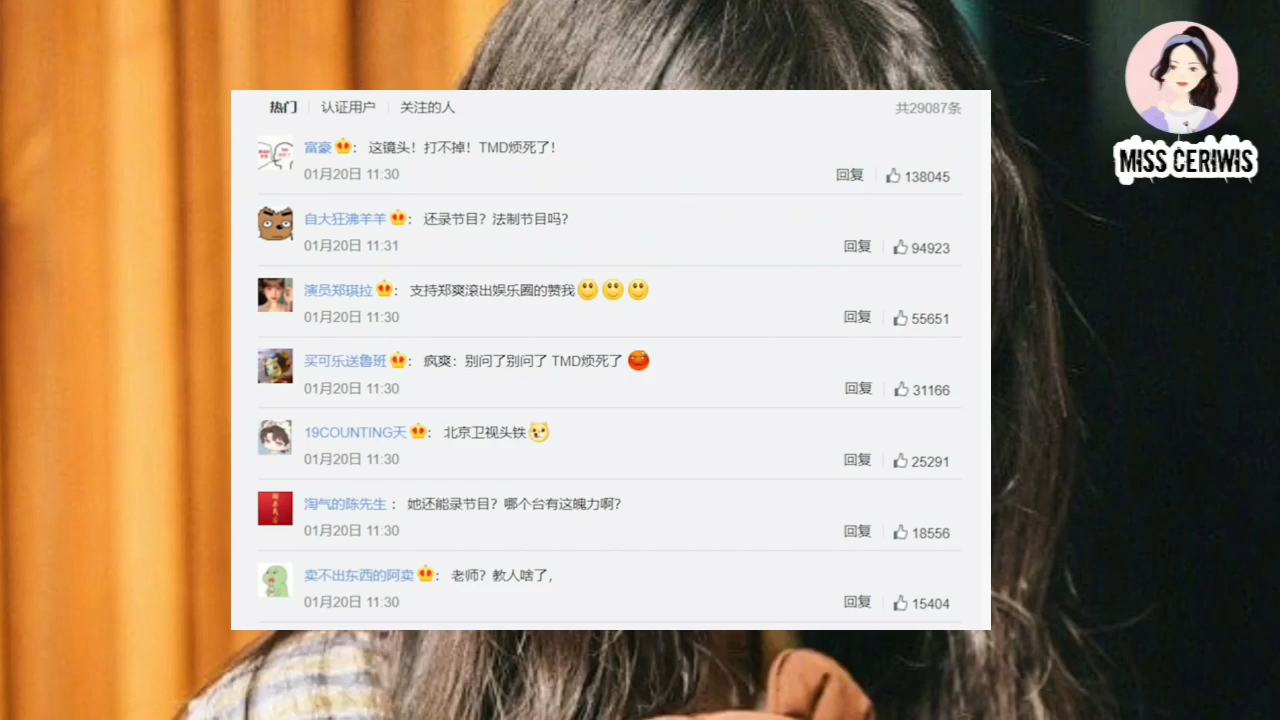 MISS CERIWIS
热门 认证用户 关注的人 共29087条
富豪： 这镜头！打不掉！TMD烦死了！
01月20日 11:30 回复 138045
自大狂沸羊羊： 还录节目？法制节目吗？
01月20日 11:31 回复 94923
演员郑琪拉： 支持郑爽滚出娱乐圈的赞我
01月20日 11:30 回复 55651
买可乐送鲁班： 疯爽：别问了别问了 TMD烦死了
01月20日 11:30 回复 31166
19COUNTING天： 北京卫视头铁
01月20日 11:30 回复 25291
淘气的陈先生： 她还能录节目？哪个台有这魄力啊？
01月20日 11:30 回复 18556
卖不出东西的阿卖： 老师？教人啥了，
01月20日 11:30 回复 15404